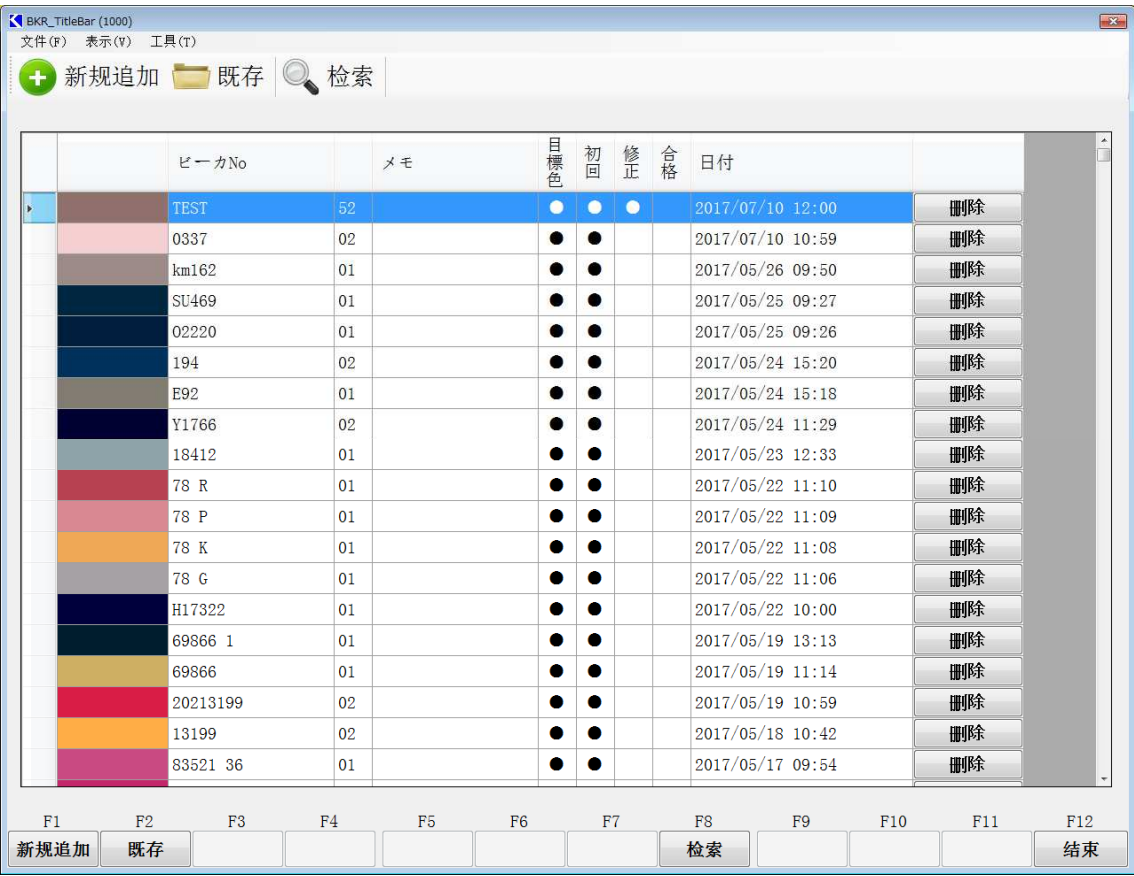 BKR_TitleBar (1000)
文件(F) 表示(V) 工具(T)
新规追加 既存 检索
ビーカNo メモ 目標色 初回 修正 合格 日付
TEST 52 ● ● ● 2017/07/10 12:00 删除
0337 02 ● ● 2017/07/10 10:59 删除
km162 01 ● ● 2017/05/26 09:50 删除
SU469 01 ● ● 2017/05/25 09:27 删除
02220 01 ● ● 2017/05/25 09:26 删除
194 02 ● ● 2017/05/24 15:20 删除
E92 01 ● ● 2017/05/24 15:18 删除
Y1766 02 ● ● 2017/05/24 11:29 删除
18412 01 ● ● 2017/05/23 12:33 删除
78 R 01 ● ● 2017/05/22 11:10 删除
78 P 01 ● ● 2017/05/22 11:09 删除
78 K 01 ● ● 2017/05/22 11:08 删除
78 G 01 ● ● 2017/05/22 11:06 删除
H17322 01 ● ● 2017/05/22 10:00 删除
69866 1 01 ● ● 2017/05/19 13:13 删除
69866 01 ● ● 2017/05/19 11:14 删除
20213199 02 ● ● 2017/05/19 10:59 删除
13199 02 ● ● 2017/05/18 10:42 删除
83521 36 01 ● ● 2017/05/17 09:54 删除
F1 F2 F3 F4 F5 F6 F7 F8 F9 F10 F11 F12
新规追加 既存 检索 结束